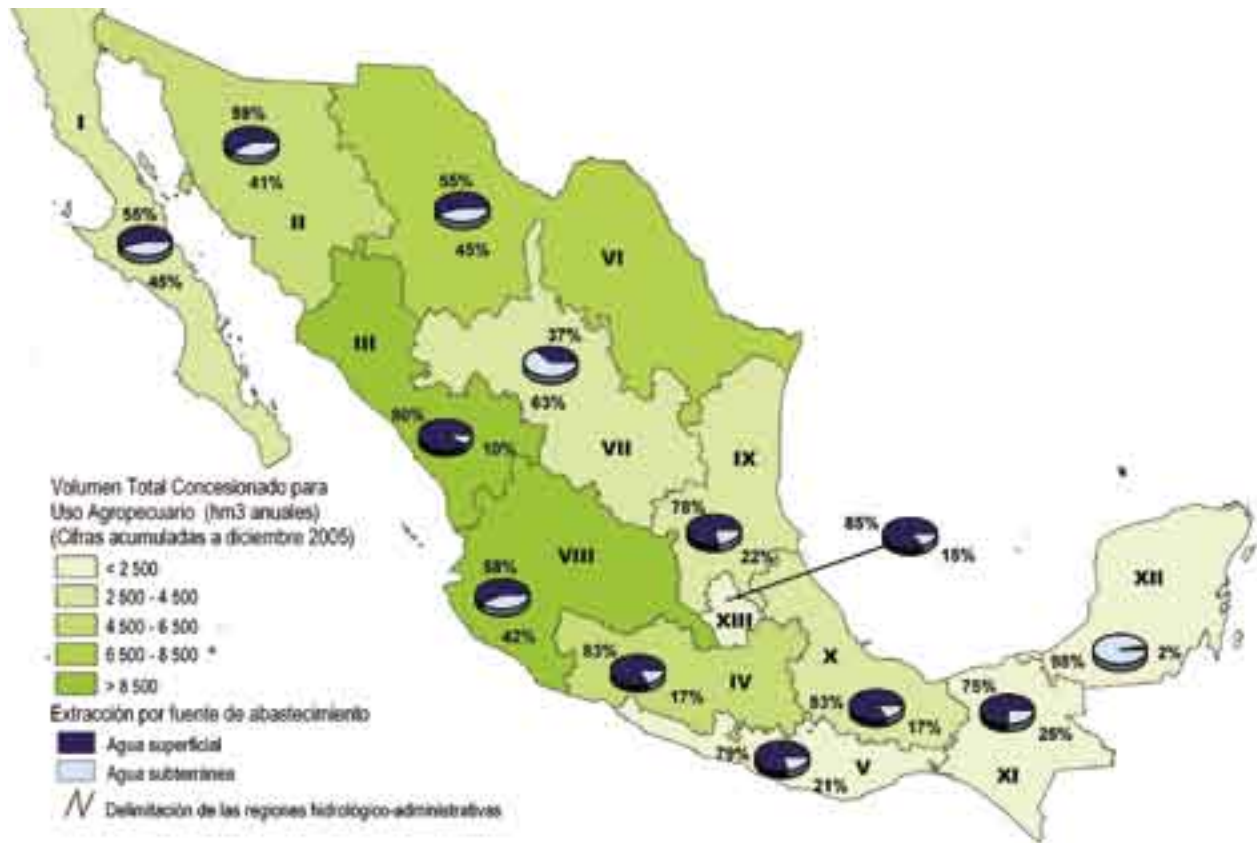 I
59%
41%
II
55%
45%
55%
45%
VI
III
37%
63%
VII
IX
90%
10%
VIII
78%
22%
85%
15%
XIII
XII
98%
2%
58%
42%
83%
17%
IV
X
83%
17%
75%
25%
XI
79%
21%
V
Volumen Total Concesionado para
Uso Agropecuario (hm3 anuales)
(Cifras acumuladas a diciembre 2005)
< 2 500
2 500 - 4 500
4 500 - 6 500
6 500 - 8 500
> 8 500
Extracción por fuente de abastecimiento
Agua superficial
Agua subterránea
Delimitación de las regiones hidrológico-administrativas